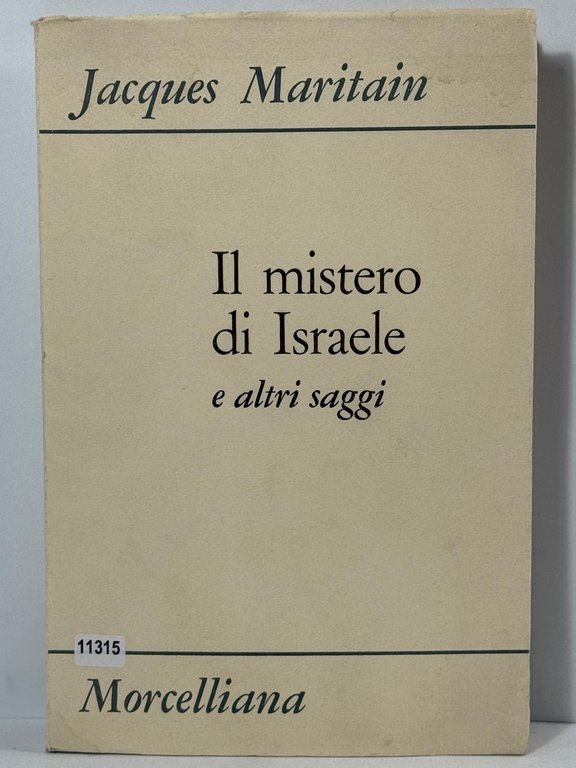 Jacques Maritain
Il mistero
di Israele
e altri saggi
11315
Morcelliana